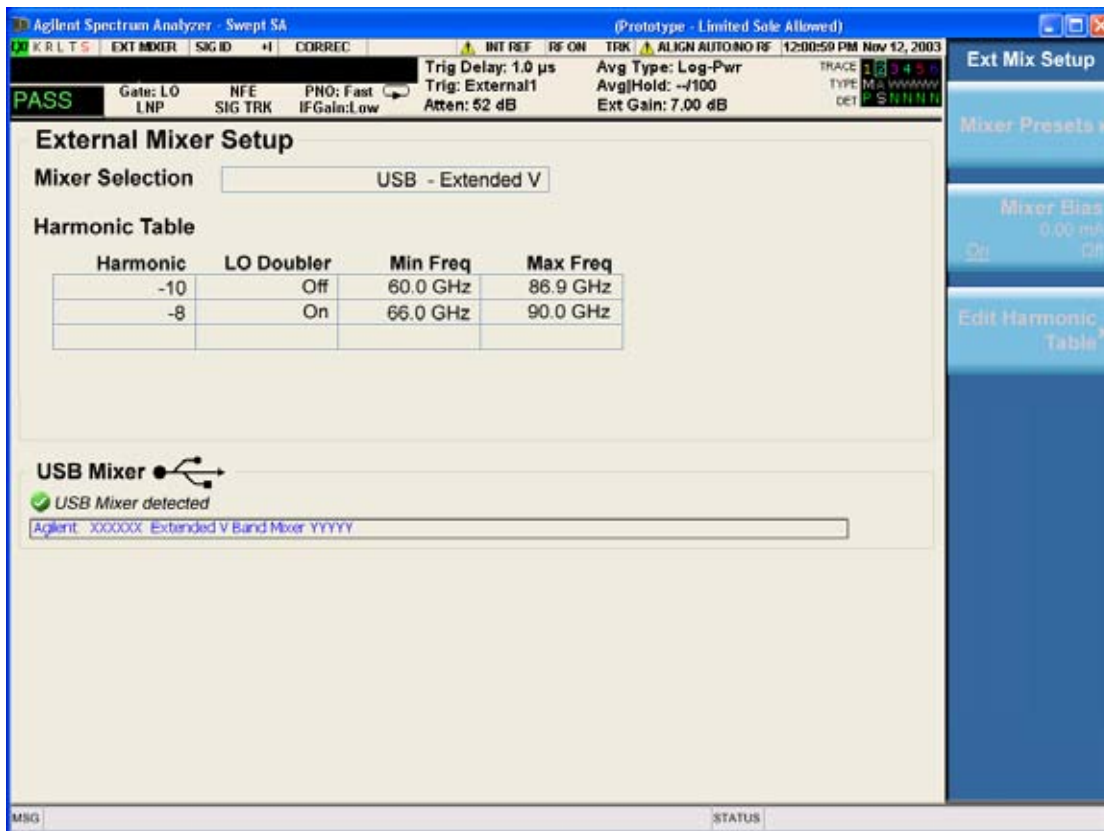 Agilent Spectrum Analyzer - Swept SA (Prototype - Limited Sale Allowed)
K R L T S EXT MIXER SIG ID +I CORREC INT REF RF ON TRK ALIGN AUTO/NO RF 12:00:59 PM Nov 12, 2003
PASS
Gate: LO
LNP
NFE
SIG TRK
PNO: Fast
IFGain:Low
Trig Delay: 1.0 µs
Trig: External1
Atten: 52 dB
Avg Type: Log-Pwr
Avg|Hold: --/100
Ext Gain: 7.00 dB
TRACE 1 2 3 4 5 6
TYPE M A
DET P S N N N N
External Mixer Setup
Mixer Selection USB - Extended V
Harmonic Table
Harmonic LO Doubler Min Freq Max Freq
-10 Off 60.0 GHz 86.9 GHz
-8 On 66.0 GHz 90.0 GHz
USB Mixer
USB Mixer detected
Agilent XXXXXX Extended V Band Mixer YYYYY
Ext Mix Setup
Mixer Presets
Mixer Bias
0.00 mA
On Off
Edit Harmonic
Table
MSG STATUS